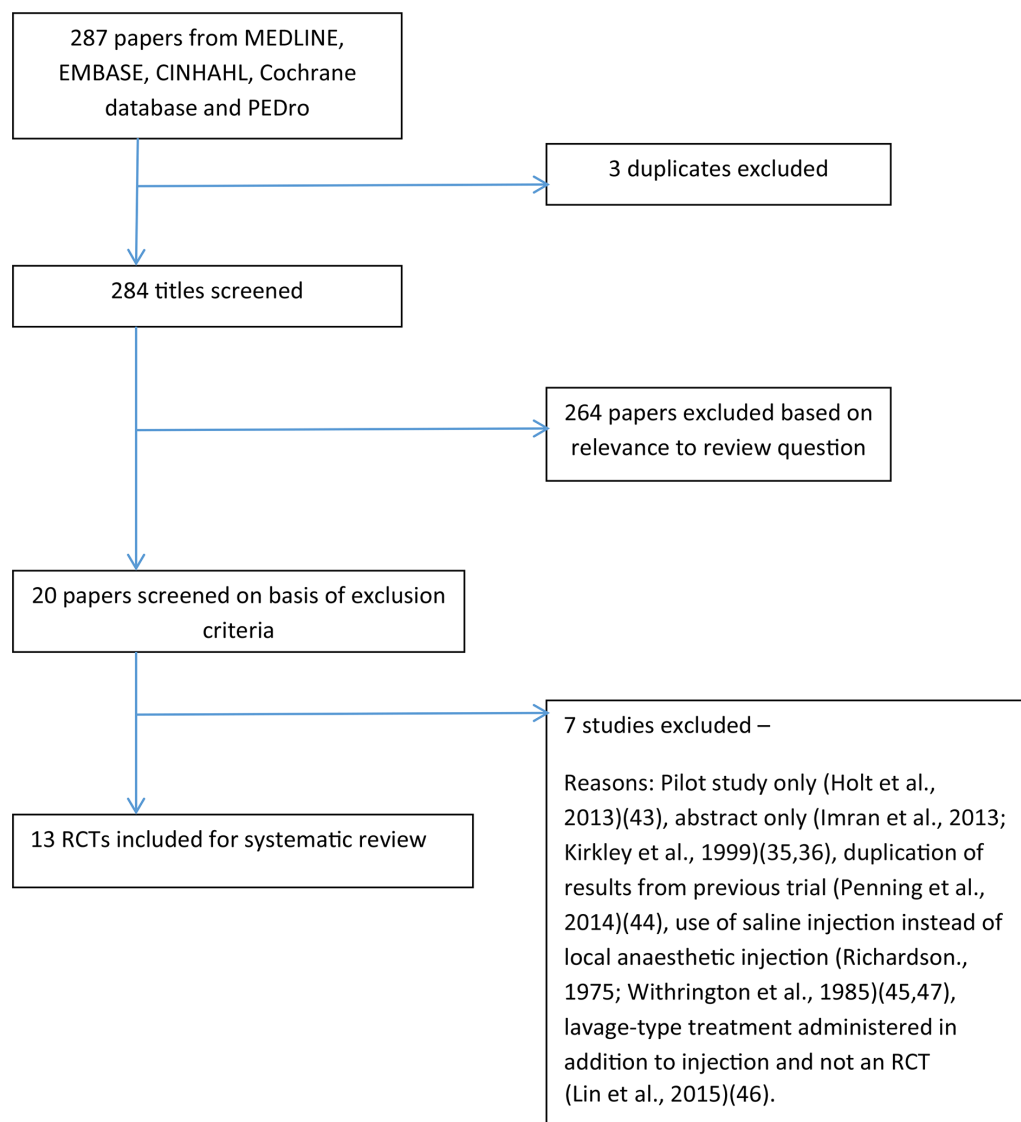 287 papers from MEDLINE,
EMBASE, CINHAHL, Cochrane
database and PEDro
3 duplicates excluded
284 titles screened
264 papers excluded based on
relevance to review question
20 papers screened on basis of exclusion
criteria
7 studies excluded –
Reasons: Pilot study only (Holt et al.,
2013)(43), abstract only (Imran et al., 2013;
Kirkley et al., 1999)(35,36), duplication of
results from previous trial (Penning et al.,
2014)(44), use of saline injection instead of
local anaesthetic injection (Richardson.,
1975; Withrington et al., 1985)(45,47),
lavage-type treatment administered in
addition to injection and not an RCT
(Lin et al., 2015)(46).
13 RCTs included for systematic review